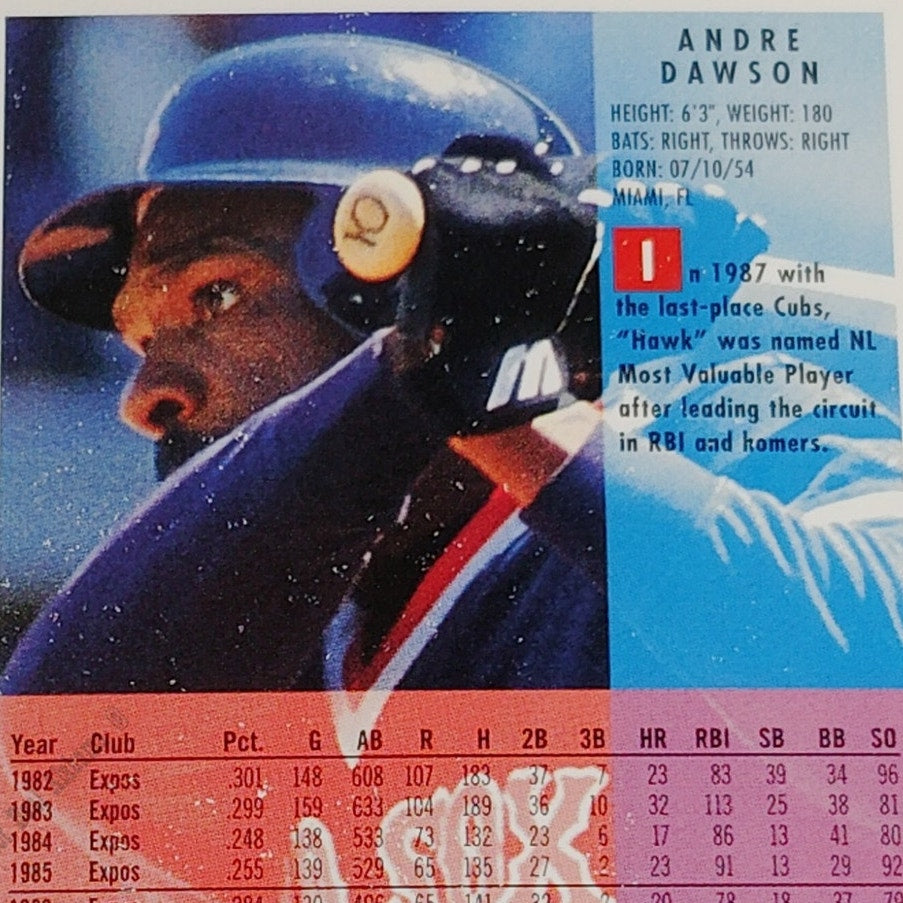 ANDRE
DAWSON
HEIGHT: 6'3", WEIGHT: 180
BATS: RIGHT, THROWS: RIGHT
BORN: 07/10/54
MIAMI, FL
In 1987 with
the last-place Cubs,
"Hawk" was named NL
Most Valuable Player
after leading the circuit
in RBI and homers.
10
M
Year Club Pct. G AB R H 2B 3B HR RBI SB BB SO
1982 Expos .301 148 608 107 183 37 7 23 83 39 34 96
1983 Expos .299 159 633 104 189 36 10 32 113 25 38 81
1984 Expos .248 138 533 73 132 23 6 17 86 13 41 80
1985 Expos .255 139 529 65 135 27 2 23 91 13 29 92
SOX